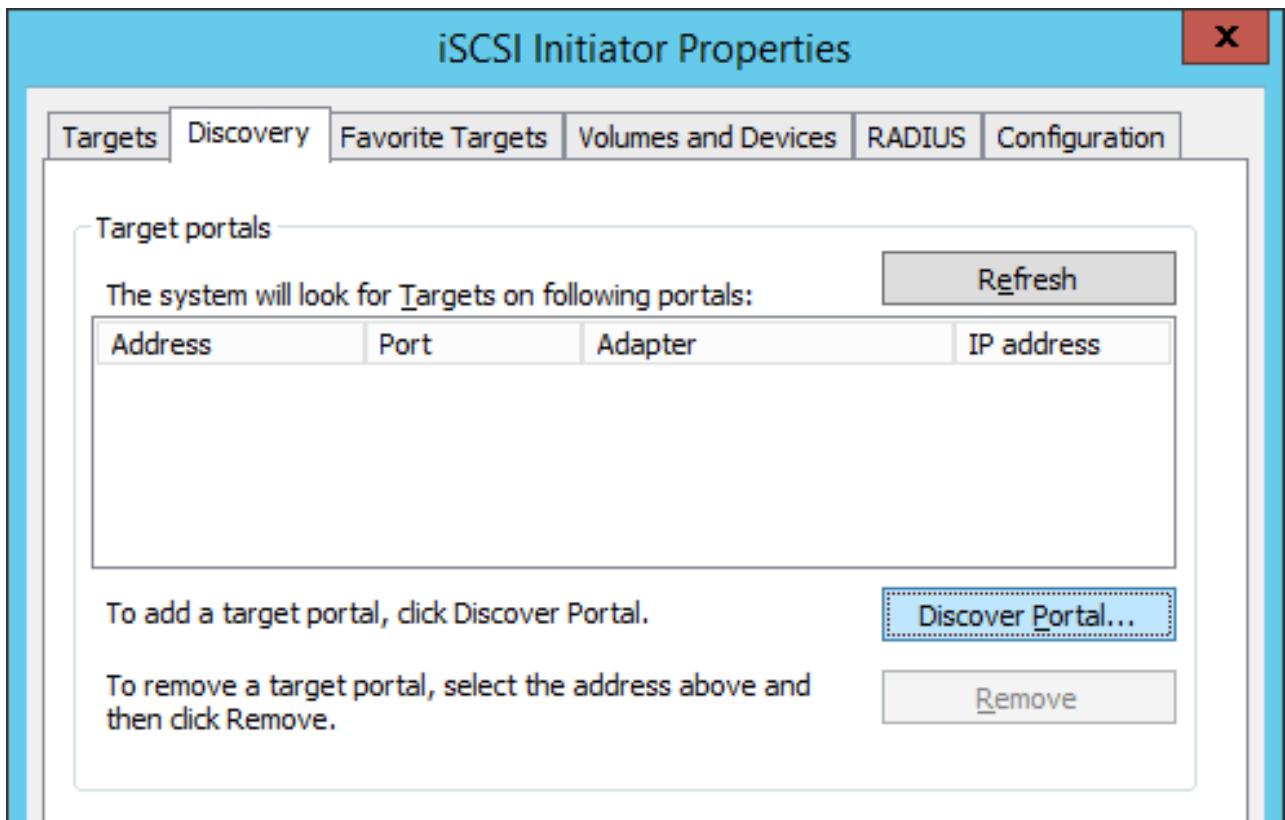 iSCSI Initiator Properties
x
Targets Discovery Favorite Targets Volumes and Devices RADIUS Configuration
Target portals
Refresh
The system will look for Targets on following portals:
Address Port Adapter IP address
To add a target portal, click Discover Portal.
Discover Portal...
To remove a target portal, select the address above and
then click Remove.
Remove